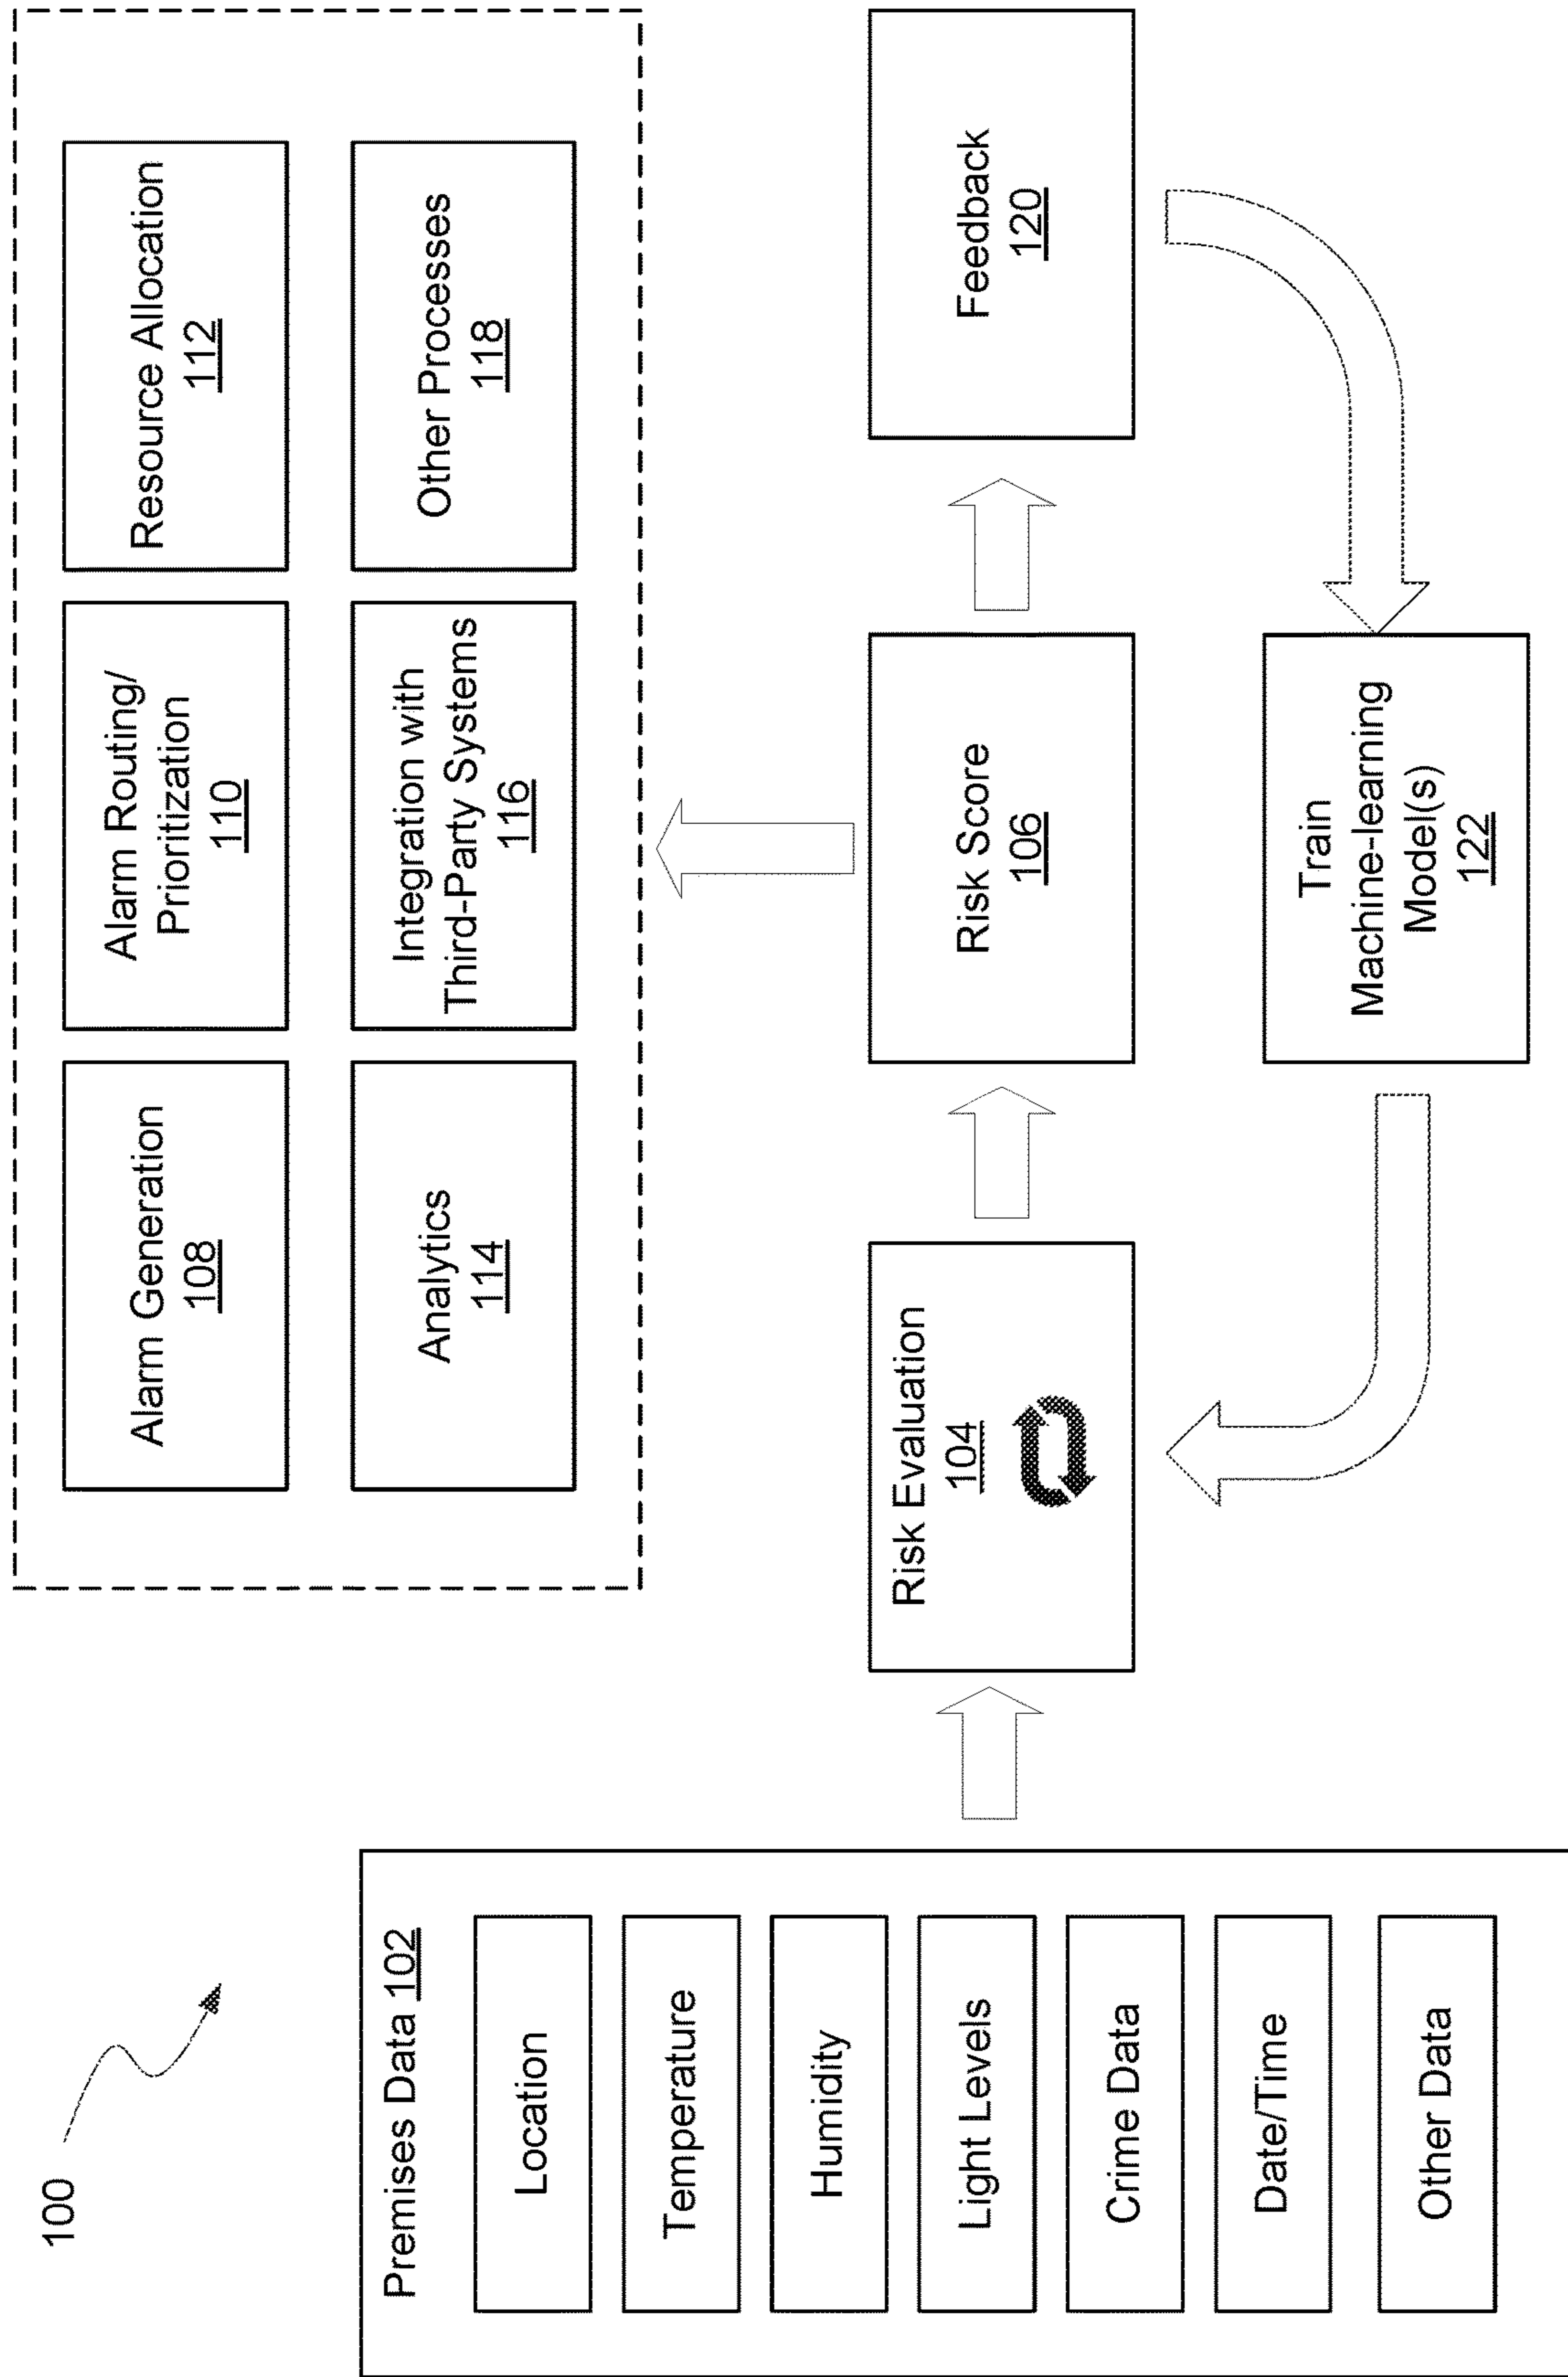 100
Premises Data 102
Location
Temperature
Humidity
Light Levels
Crime Data
Date/Time
Other Data
Risk Evaluation
104
Risk Score
106
Feedback
120
Train
Machine-learning
Model(s)
122
Alarm Generation
108
Alarm Routing/
Prioritization
110
Resource Allocation
112
Analytics
114
Integration with
Third-Party Systems
116
Other Processes
118